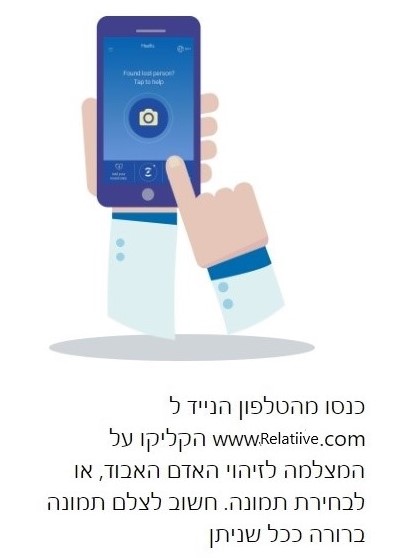 Found lost person?
Tap to help
כנסו מהטלפון הנייד ל
www.Relatiive.com הקליקו על
המצלמה לזיהוי האדם האבוד, או
לבחירת תמונה. חשוב לצלם תמונה
ברורה ככל שניתן